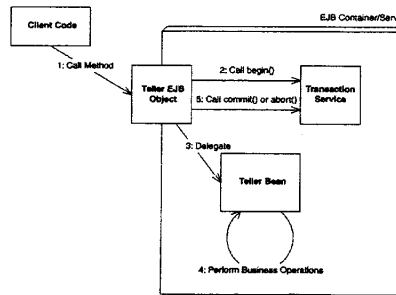 EJB Container/Serv
Client Code
1: Call Method
Teller EJB
Object
2: Call begin()
5: Call commit() or abort()
Transaction
Service
3: Delegate
Teller Bean
4: Perform Business Operations